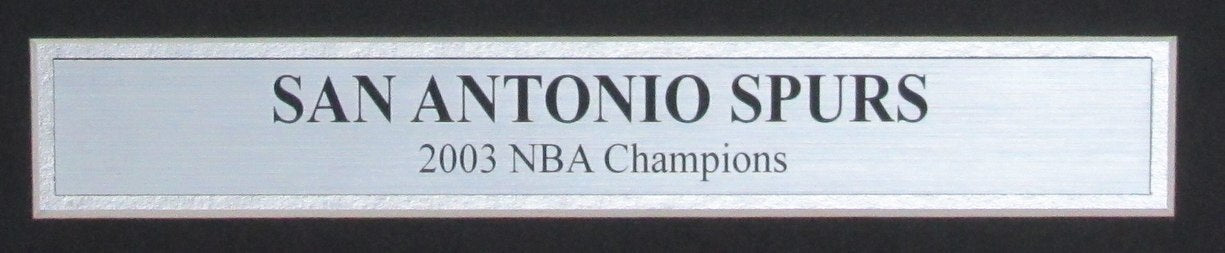 SAN ANTONIO SPURS
2003 NBA Champions